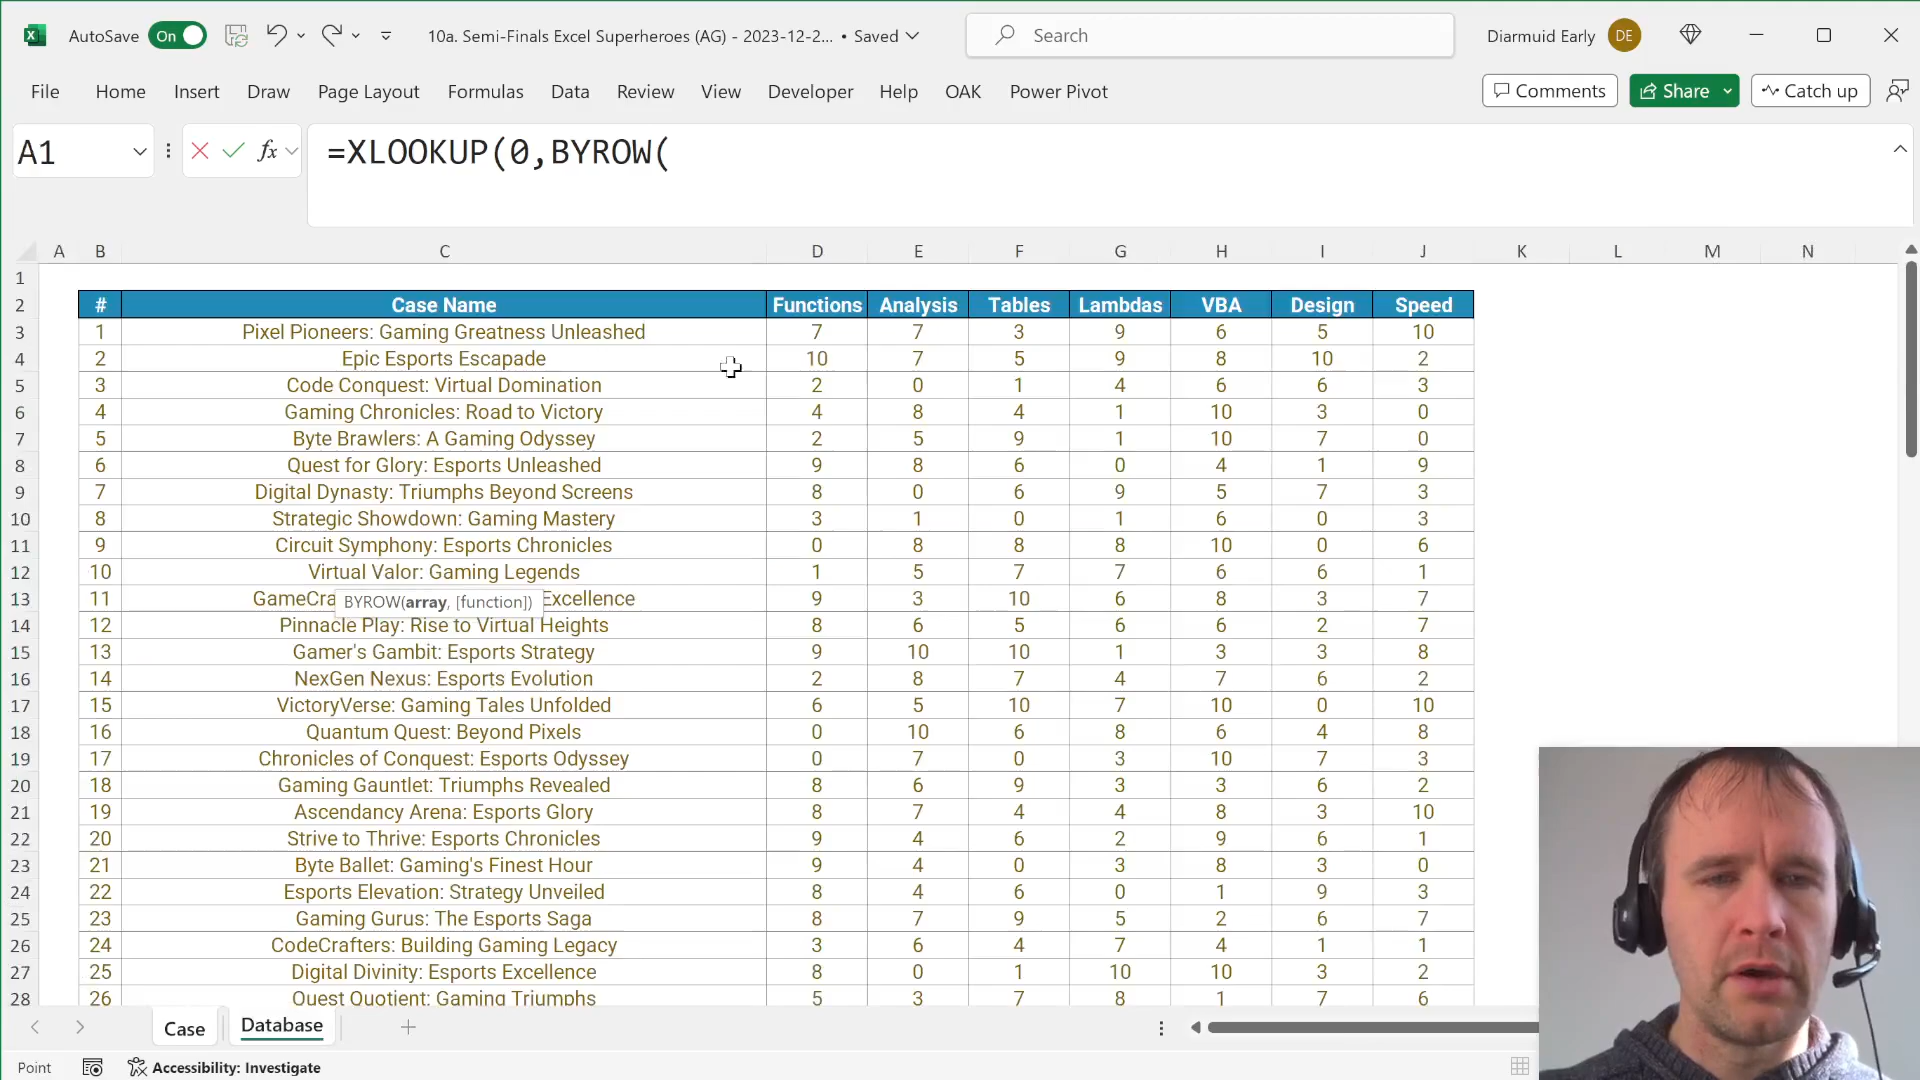 AutoSave On 10a. Semi-Finals Excel Superheroes (AG) - 2023-12-2... • Saved Search Diarmuid Early DE
File Home Insert Draw Page Layout Formulas Data Review View Developer Help OAK Power Pivot Comments Share Catch up
A1 fx =XLOOKUP(0,BYROW(
A B C D E F G H I J K L M N
1
2 # Case Name Functions Analysis Tables Lambdas VBA Design Speed
3 1 Pixel Pioneers: Gaming Greatness Unleashed 7 7 3 9 6 5 10
4 2 Epic Esports Escapade 10 7 5 9 8 10 2
5 3 Code Conquest: Virtual Domination 2 0 1 4 6 6 3
6 4 Gaming Chronicles: Road to Victory 4 8 4 1 10 3 0
7 5 Byte Brawlers: A Gaming Odyssey 2 5 9 1 10 7 0
8 6 Quest for Glory: Esports Unleashed 9 8 6 0 4 1 9
9 7 Digital Dynasty: Triumphs Beyond Screens 8 0 6 9 5 7 3
10 8 Strategic Showdown: Gaming Mastery 3 1 0 1 6 0 3
11 9 Circuit Symphony: Esports Chronicles 0 8 8 8 10 0 6
12 10 Virtual Valor: Gaming Legends 1 5 7 7 6 6 1
13 11 GameCra BYROW(array, [function]) Excellence 9 3 10 6 8 3 7
14 12 Pinnacle Play: Rise to Virtual Heights 8 6 5 6 6 2 7
15 13 Gamer's Gambit: Esports Strategy 9 10 10 1 3 3 8
16 14 NexGen Nexus: Esports Evolution 2 8 7 4 7 6 2
17 15 VictoryVerse: Gaming Tales Unfolded 6 5 10 7 10 0 10
18 16 Quantum Quest: Beyond Pixels 0 10 6 8 6 4 8
19 17 Chronicles of Conquest: Esports Odyssey 0 7 0 3 10 7 3
20 18 Gaming Gauntlet: Triumphs Revealed 8 6 9 3 3 6 2
21 19 Ascendancy Arena: Esports Glory 8 7 4 4 8 3 10
22 20 Strive to Thrive: Esports Chronicles 9 4 6 2 9 6 1
23 21 Byte Ballet: Gaming's Finest Hour 9 4 0 3 8 3 0
24 22 Esports Elevation: Strategy Unveiled 8 4 6 0 1 9 3
25 23 Gaming Gurus: The Esports Saga 8 7 9 5 2 6 7
26 24 CodeCrafters: Building Gaming Legacy 3 6 4 7 4 1 1
27 25 Digital Divinity: Esports Excellence 8 0 1 10 10 3 2
28 26 Quest Quotient: Gaming Triumphs 5 3 7 8 1 7 6
Case Database
Point Accessibility: Investigate